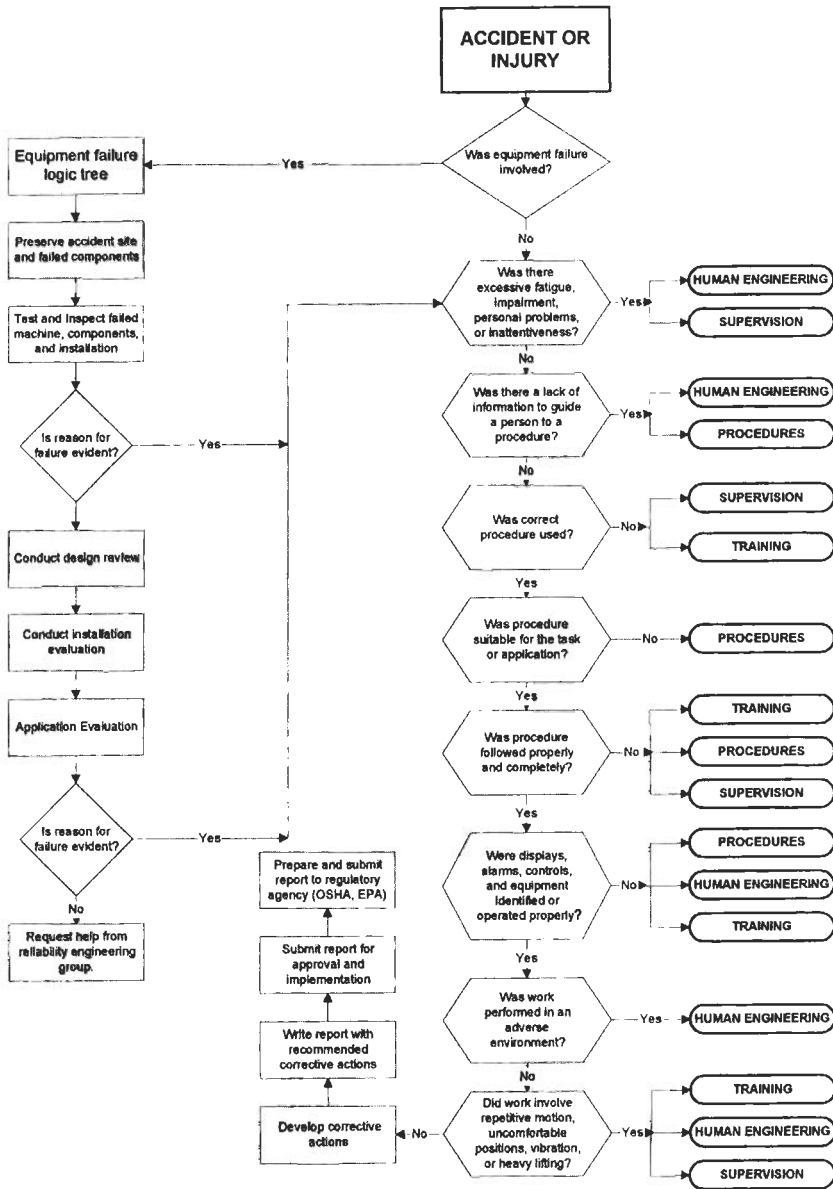 ACCIDENT OR
INJURY
Was equipment failure
involved?
Yes
Equipment failure
logic tree
Preserve accident site
and failed components
Test and Inspect failed
machine, components,
and installation
Is reason for
failure evident?
Yes
Conduct design review
Conduct installation
evaluation
Application Evaluation
Is reason for
failure evident?
Yes
No
Request help from
reliability engineering
group.
No
Was there
excessive fatigue,
impairment,
personal problems,
or inattentiveness?
Yes
HUMAN ENGINEERING
SUPERVISION
No
Was there a lack of
information to guide
a person to a
procedure?
Yes
HUMAN ENGINEERING
PROCEDURES
No
Was correct
procedure used?
No
SUPERVISION
TRAINING
Yes
Was procedure
suitable for the task
or application?
No
PROCEDURES
Yes
Was procedure
followed properly
and completely?
No
TRAINING
PROCEDURES
SUPERVISION
Yes
Were displays,
alarms, controls,
and equipment
Identified or
operated properly?
No
PROCEDURES
HUMAN ENGINEERING
TRAINING
Yes
Was work
performed in an
adverse
environment?
Yes
HUMAN ENGINEERING
No
Did work involve
repetitive motion,
uncomfortable
positions, vibration,
or heavy lifting?
Yes
TRAINING
HUMAN ENGINEERING
SUPERVISION
No
Develop corrective
actions
Write report with
recommended
corrective actions
Submit report for
approval and
implementation
Prepare and submit
report to regulatory
agency (OSHA, EPA)